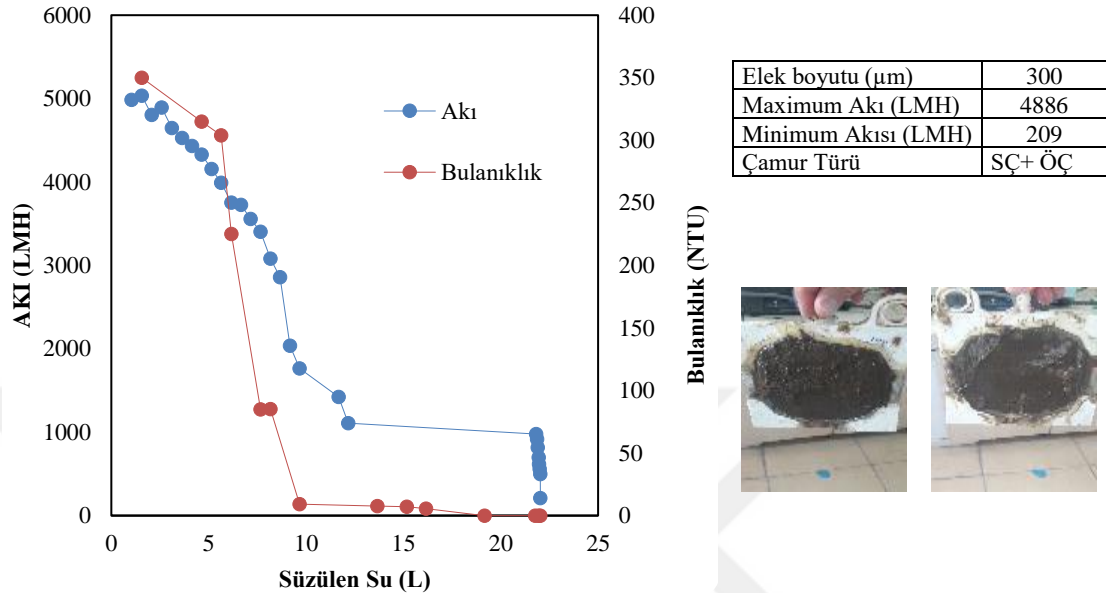 6000
5000
4000
3000
2000
1000
0
AKI (LMH)
400
350
300
250
200
150
100
50
0
Bulanıklık (NTU)
Akı
Bulanıklık
0 5 10 15 20 25
Süzülen Su (L)
Elek boyutu (µm) 300
Maximum Akı (LMH) 4886
Minimum Akısı (LMH) 209
Çamur Türü SÇ+ ÖÇ